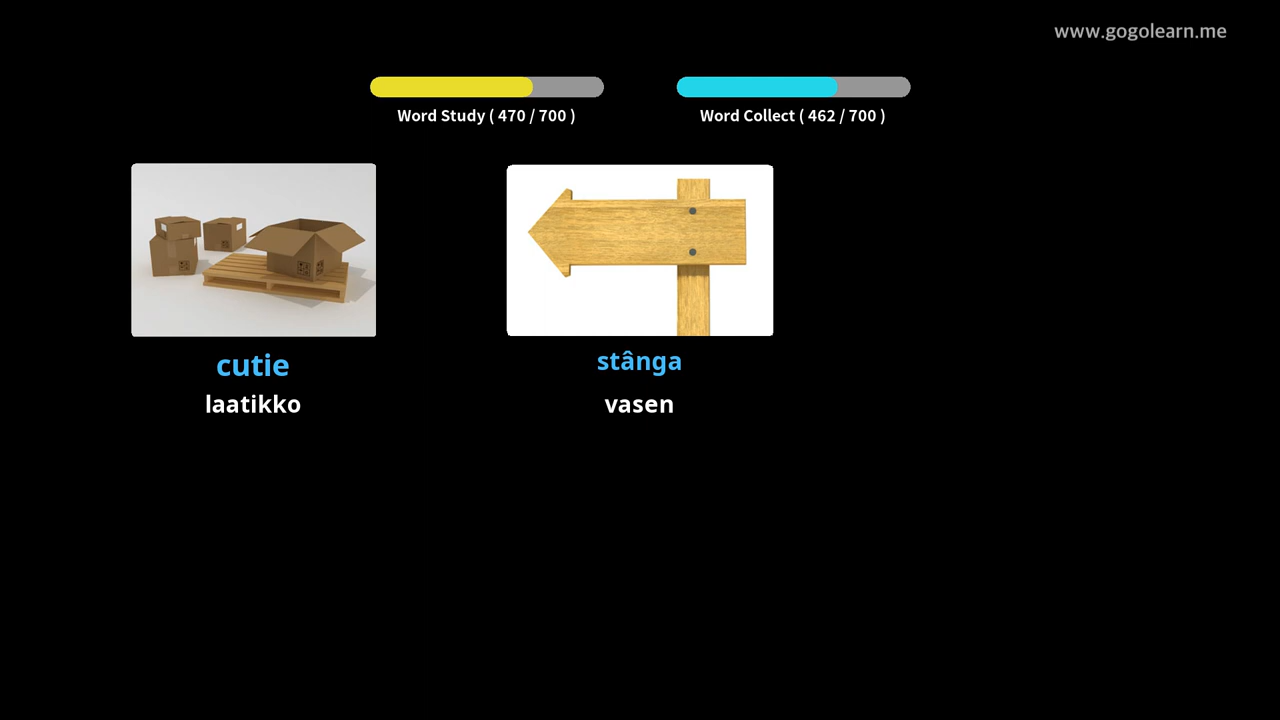 www.gogolearn.me
Word Study ( 470 / 700 )
Word Collect ( 462 / 700 )
cutie
laatikko
stânga
vasen